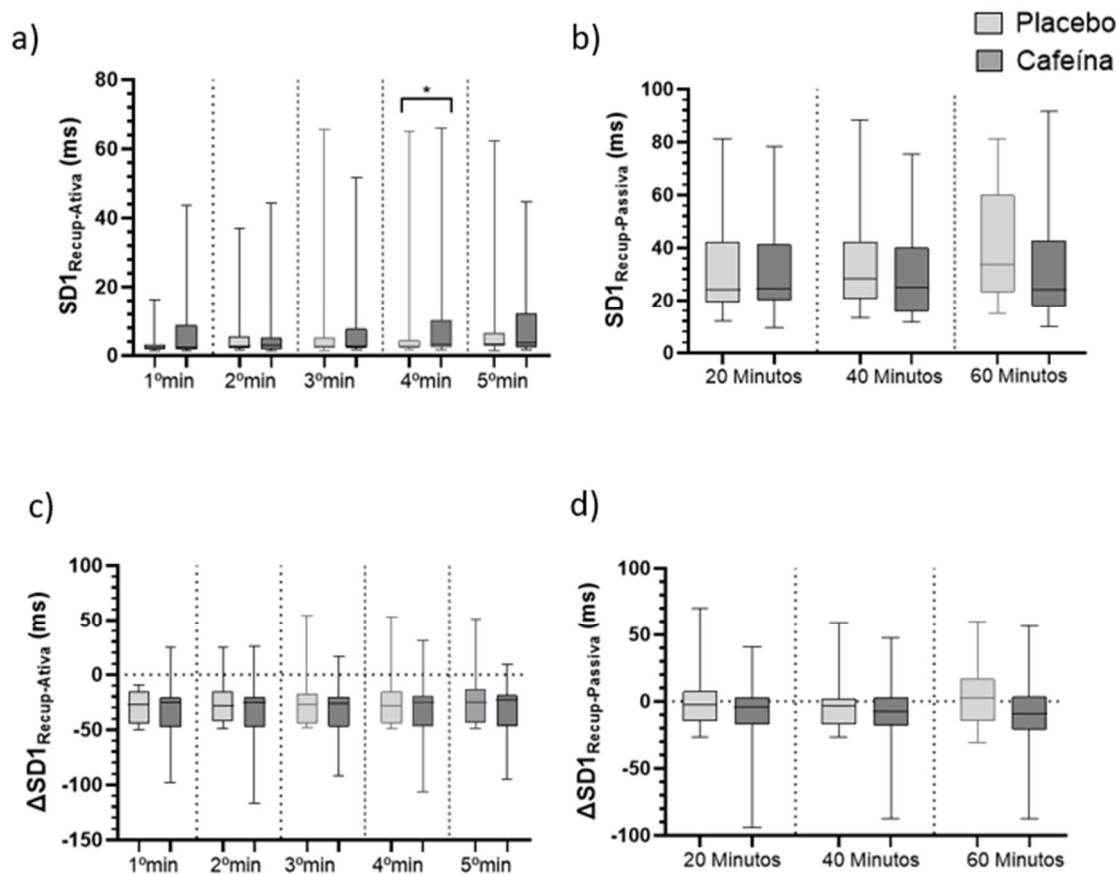 Placebo
Cafeína
a)
SD1Recup-Ativa (ms)
80
60
40
20
0
*
1ºmin 2ºmin 3ºmin 4ºmin 5ºmin
b)
SD1Recup-Passiva (ms)
100
80
60
40
20
0
20 Minutos 40 Minutos 60 Minutos
c)
ΔSD1Recup-Ativa (ms)
100
50
0
-50
-100
-150
1ºmin 2ºmin 3ºmin 4ºmin 5ºmin
d)
ΔSD1Recup-Passiva (ms)
100
50
0
-50
-100
20 Minutos 40 Minutos 60 Minutos